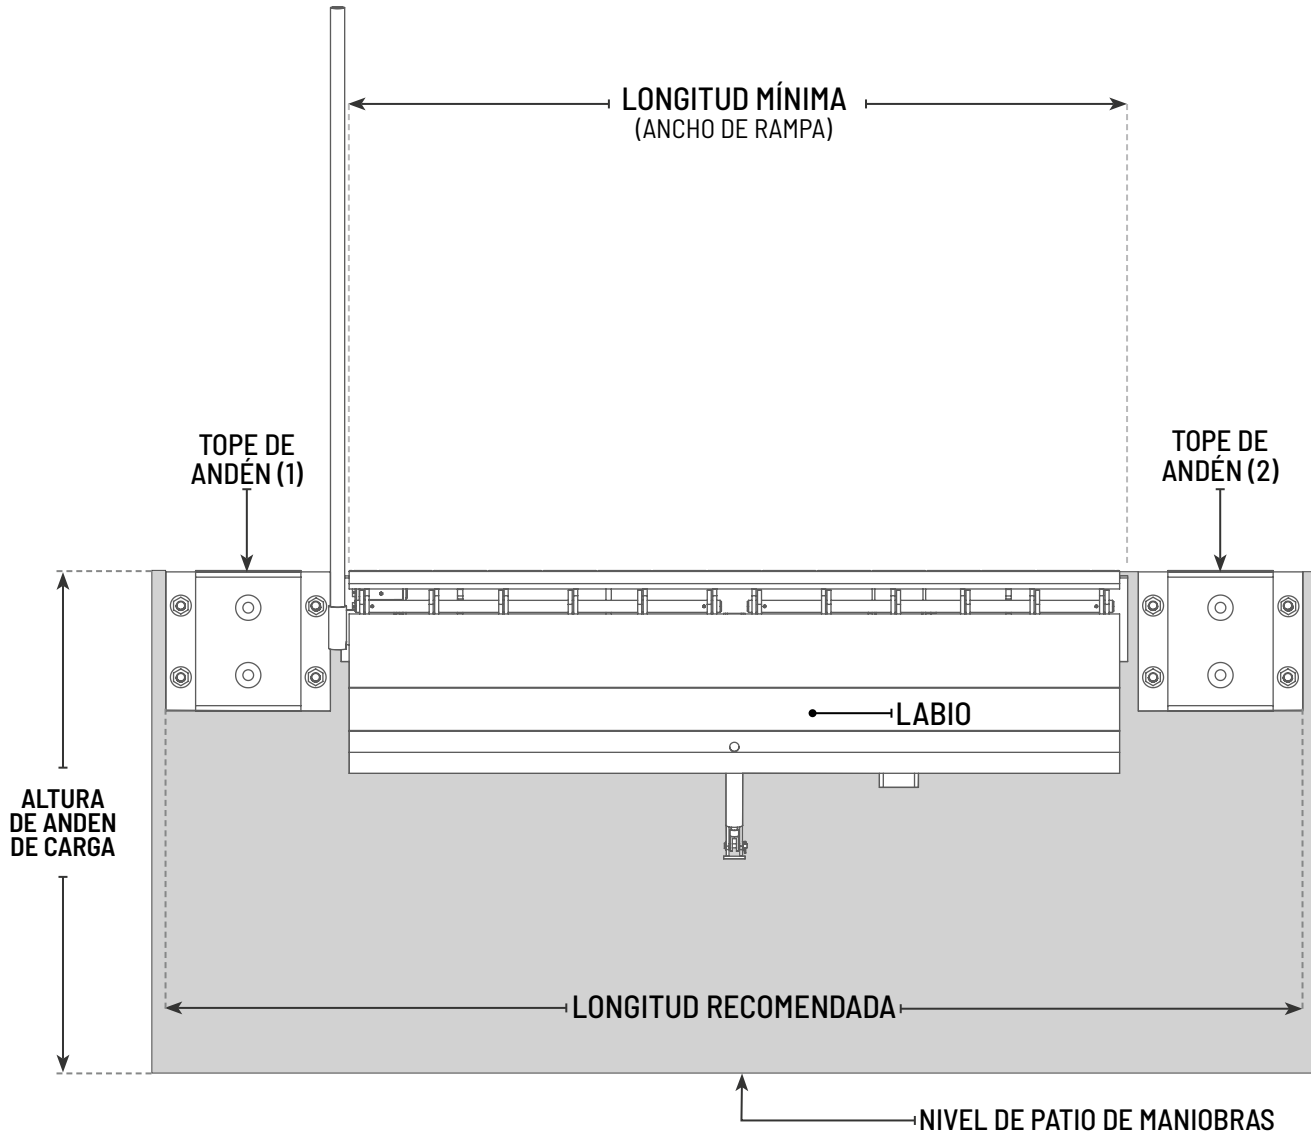 LONGITUD MÍNIMA
(ANCHO DE RAMPA)
TOPE DE
ANDÉN (1)
TOPE DE
ANDÉN (2)
LABIO
ALTURA
DE ANDEN
DE CARGA
LONGITUD RECOMENDADA
NIVEL DE PATIO DE MANIOBRAS